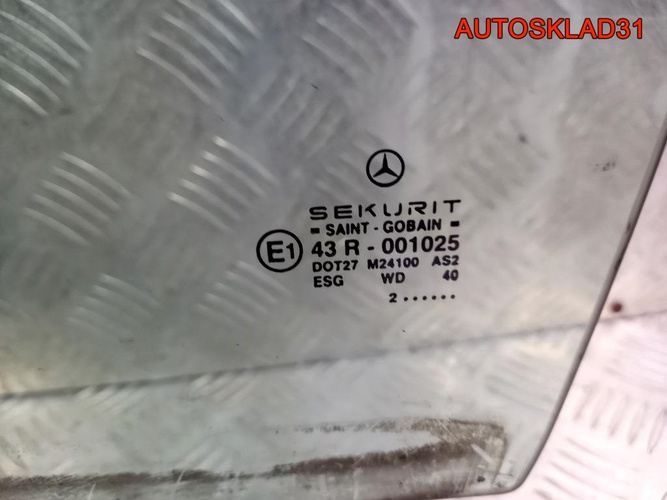 AUTOSKLAD31
SEKURIT
SAINT - GOBAIN
E1 43 R - 001025
DOT27 M24100 AS2
ESG WD 40
2 ......